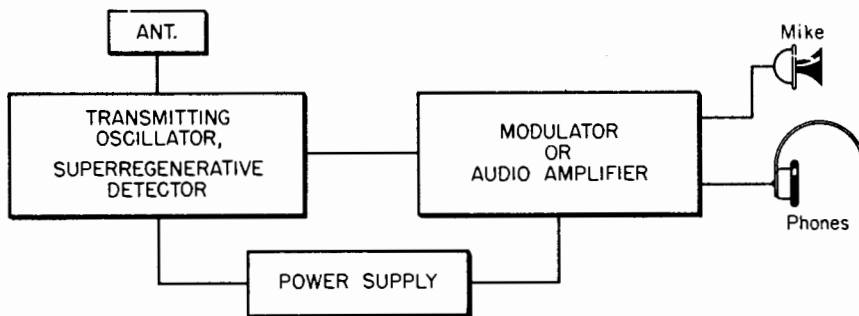 ANT.
Mike
TRANSMITTING
OSCILLATOR,
SUPERREGENERATIVE
DETECTOR
MODULATOR
OR
AUDIO AMPLIFIER
Phones
POWER SUPPLY